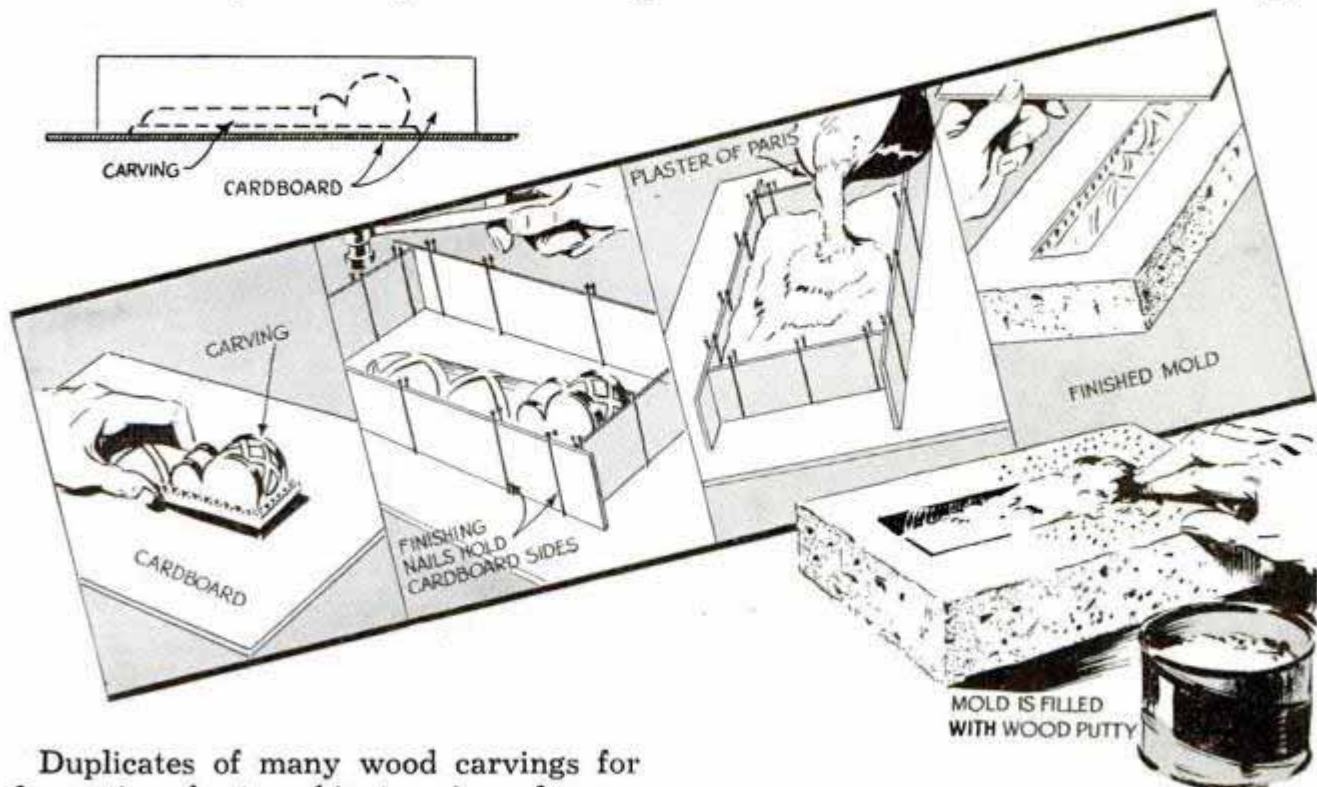 CARVING
CARDBOARD
CARVING
CARDBOARD
FINISHING
NAILS HOLD
CARDBOARD SIDES
PLASTER OF PARIS
FINISHED MOLD
MOLD IS FILLED
WITH WOOD PUTTY
Duplicates of many wood carvings for